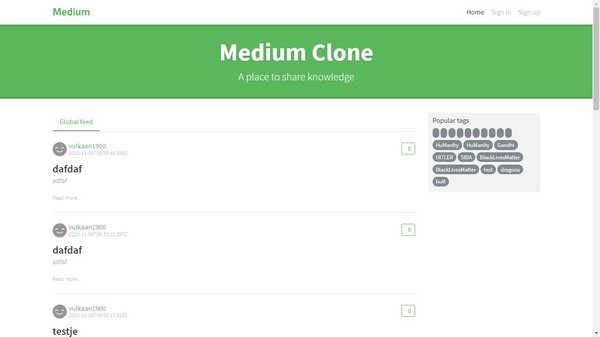 Medium
Home Sign in Sign up
Medium Clone
A place to share knowledge
Global feed
vulkaan1900
0
dafdaf
adfaf
Read more...
vulkaan1900
0
dafdaf
adfaf
Read more...
vulkaan1900
0
testje
Popular tags
HuManity HuManity Gandhi
HITLER SIDA BlackLivesMatter
BlackLivesMatter test dragons
butt